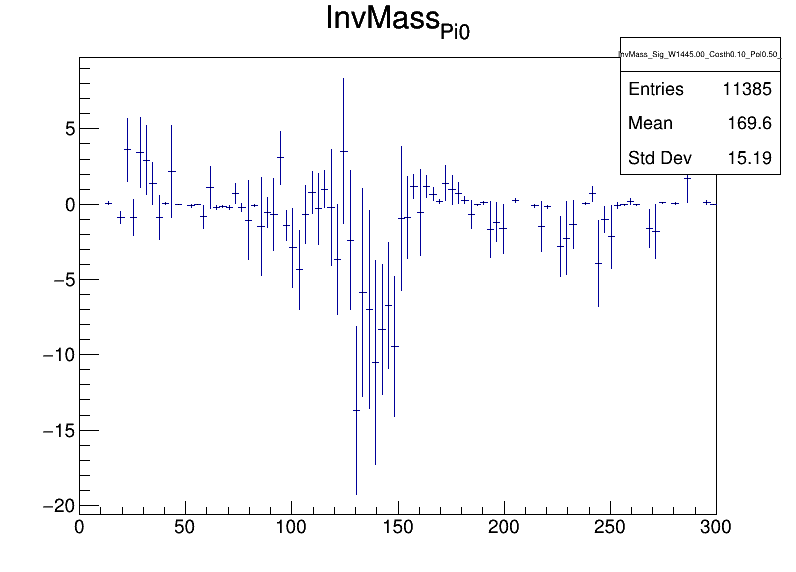 InvMass_Pi0
InvMass_Sig_W1445.00_Costh0.10_Pol0.50_
Entries 11385
Mean 169.6
Std Dev 15.19
5
0
−5
−10
−15
−20
0 50 100 150 200 250 300